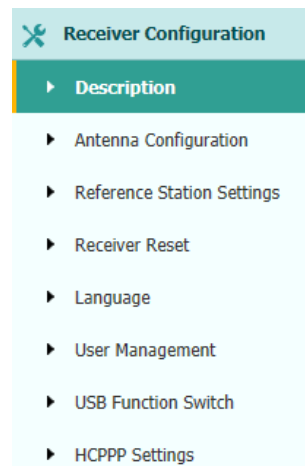 Receiver Configuration
Description
Antenna Configuration
Reference Station Settings
Receiver Reset
Language
User Management
USB Function Switch
HCPPP Settings